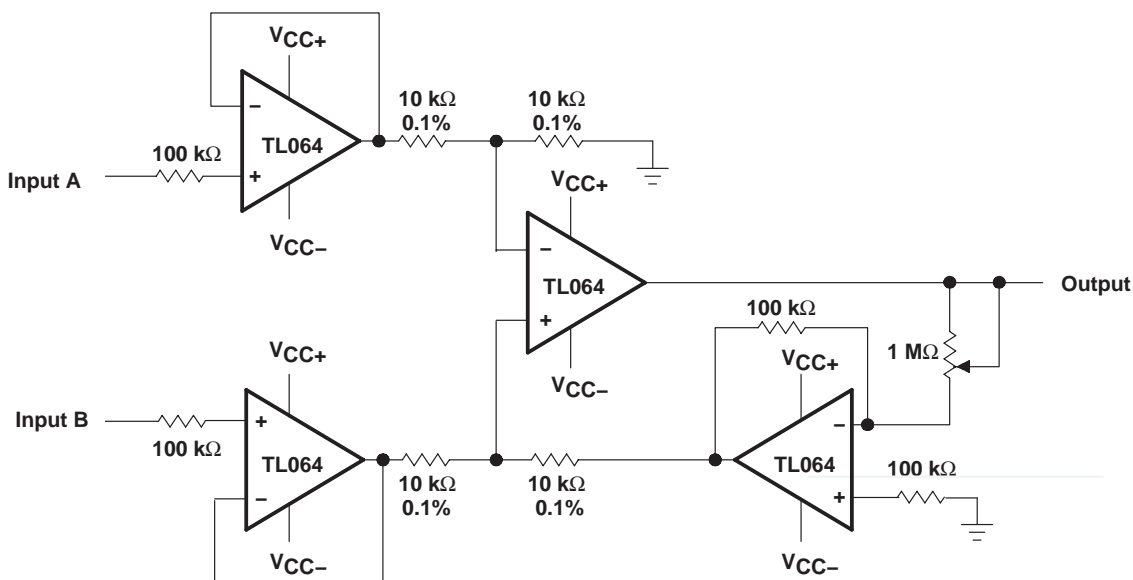 VCC+
10 kΩ
0.1%
10 kΩ
0.1%
−
TL064
100 kΩ
+
Input A
VCC−
VCC+
−
TL064
+
VCC−
Output
100 kΩ
1 MΩ
VCC+
VCC+
Input B
+
100 kΩ
TL064
−
10 kΩ
0.1%
10 kΩ
0.1%
VCC−
−
TL064
100 kΩ
+
VCC−